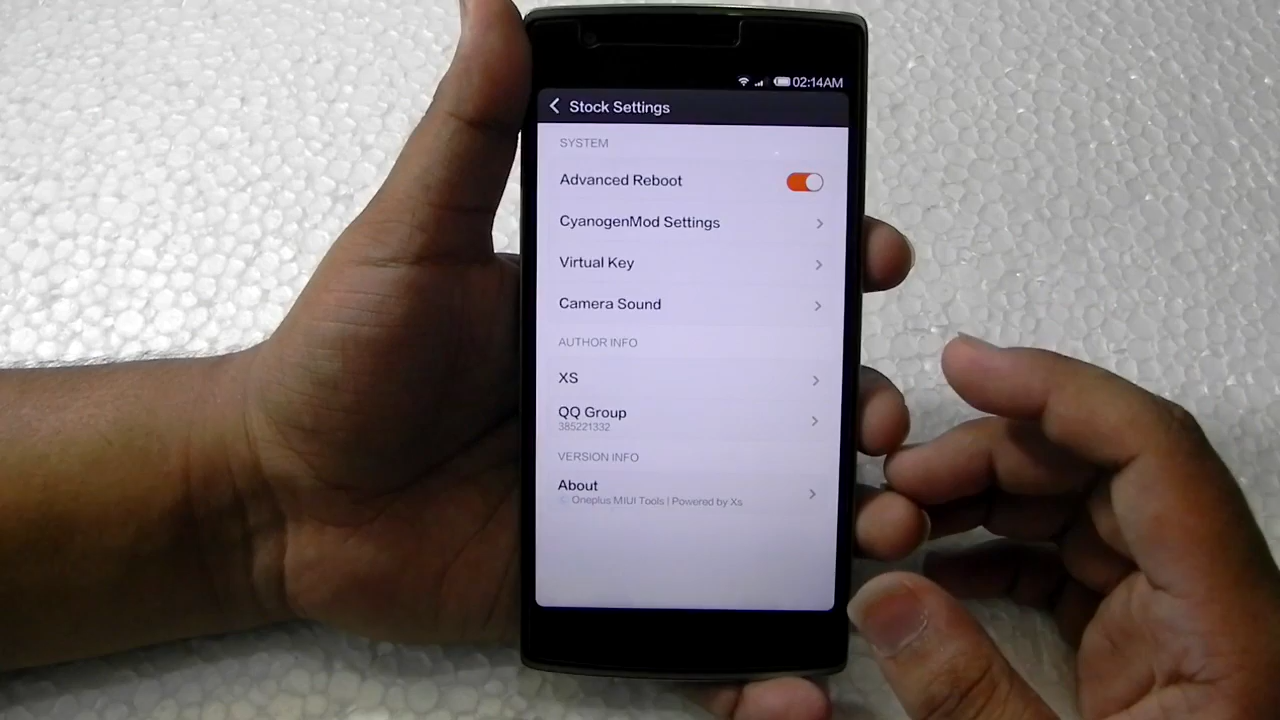 02:14AM
Stock Settings
SYSTEM
Advanced Reboot
CyanogenMod Settings
Virtual Key
Camera Sound
AUTHOR INFO
XS
QQ Group
385221332
VERSION INFO
About
© Oneplus MIUI Tools | Powered by Xs